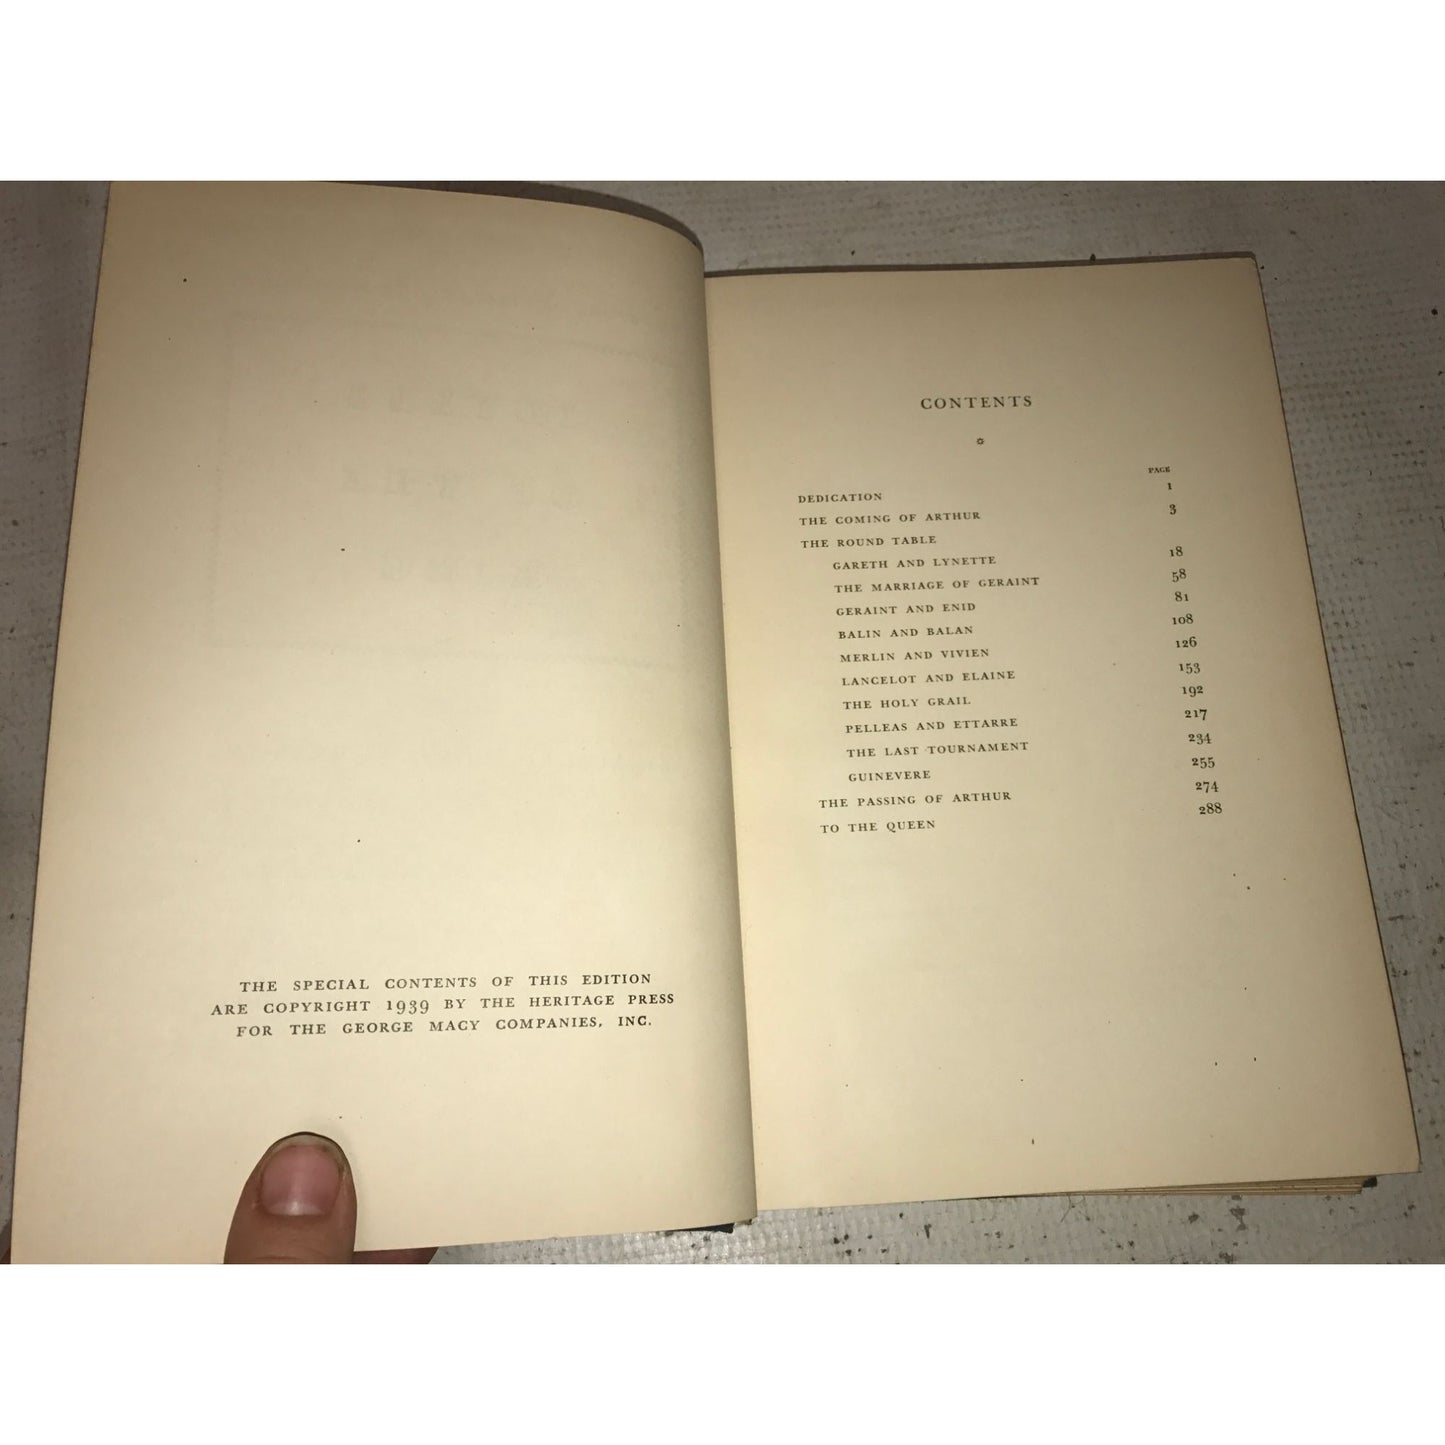 THE SPECIAL CONTENTS OF THIS EDITION
ARE COPYRIGHT 1939 BY THE HERITAGE PRESS
FOR THE GEORGE MACY COMPANIES, INC.
CONTENTS
PAGE
DEDICATION 1
THE COMING OF ARTHUR 3
THE ROUND TABLE
GARETH AND LYNETTE 18
THE MARRIAGE OF GERAINT 58
GERAINT AND ENID 81
BALIN AND BALAN 108
MERLIN AND VIVIEN 126
LANCELOT AND ELAINE 153
THE HOLY GRAIL 192
PELLEAS AND ETTARRE 217
THE LAST TOURNAMENT 234
GUINEVERE 255
THE PASSING OF ARTHUR 274
TO THE QUEEN 288